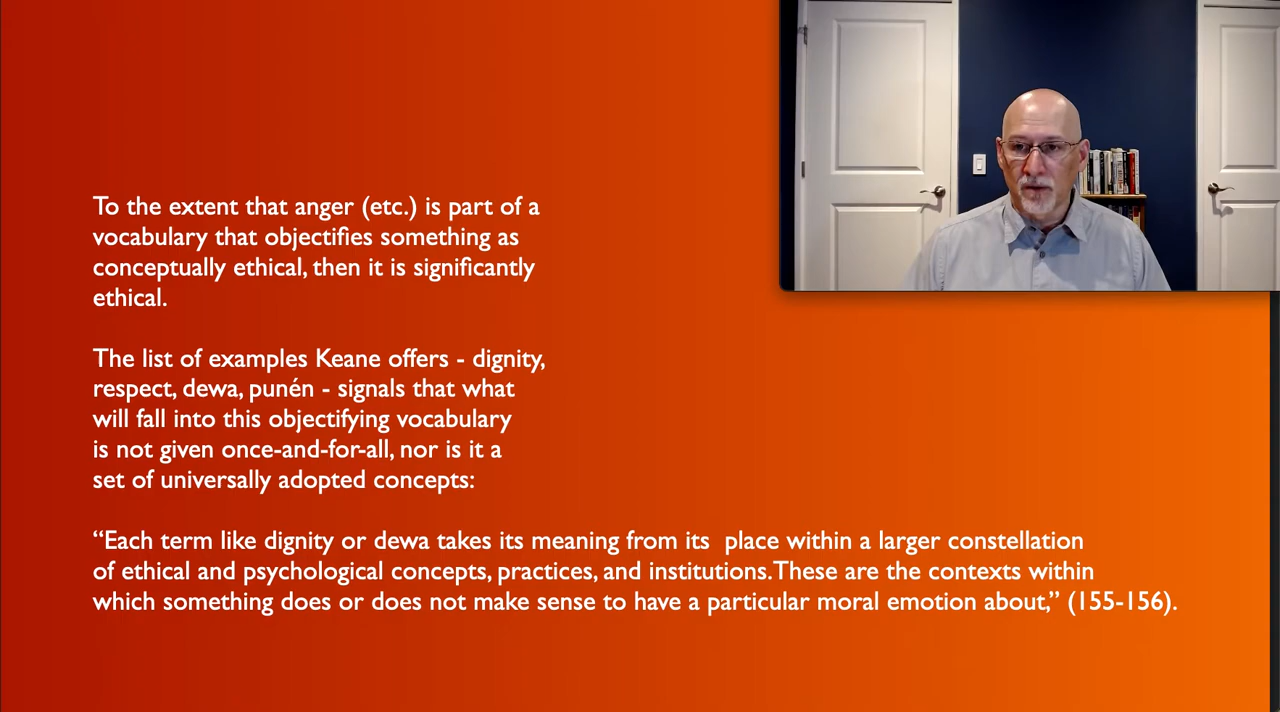 To the extent that anger (etc.) is part of a
vocabulary that objectifies something as
conceptually ethical, then it is significantly
ethical.
The list of examples Keane offers - dignity,
respect, dewa, punén - signals that what
will fall into this objectifying vocabulary
is not given once-and-for-all, nor is it a
set of universally adopted concepts:
“Each term like dignity or dewa takes its meaning from its  place within a larger constellation
of ethical and psychological concepts, practices, and institutions. These are the contexts within
which something does or does not make sense to have a particular moral emotion about,” (155-156).